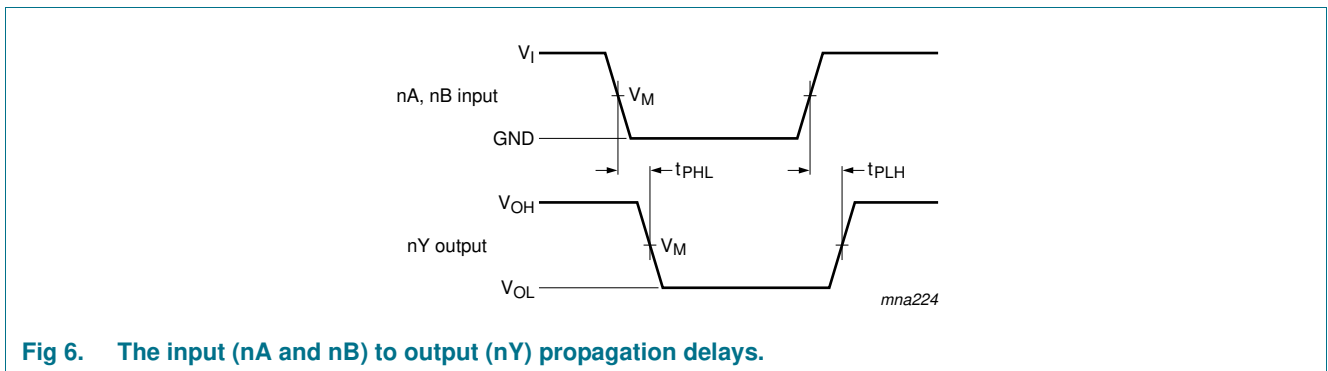 V_I
nA, nB input
V_M
GND
t_PHL
t_PLH
V_OH
nY output
V_M
V_OL
mna224
Fig 6. The input (nA and nB) to output (nY) propagation delays.